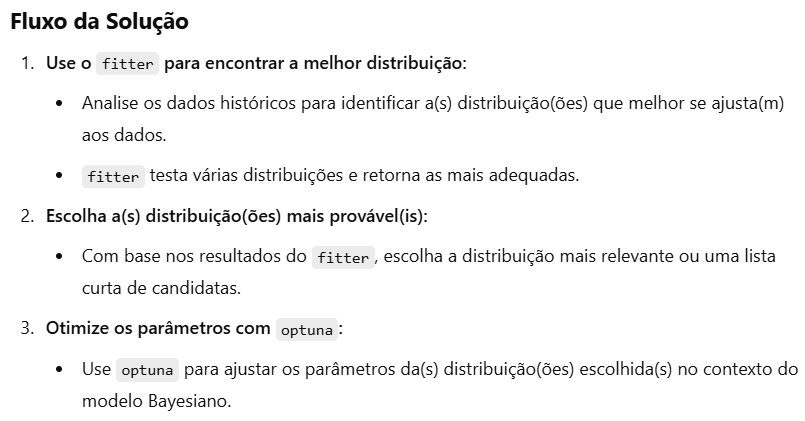 Fluxo da Solução
1. Use o fitter para encontrar a melhor distribuição:
• Analise os dados históricos para identificar a(s) distribuição(ões) que melhor se ajusta(m)
aos dados.
• fitter testa várias distribuições e retorna as mais adequadas.
2. Escolha a(s) distribuição(ões) mais provável(is):
• Com base nos resultados do fitter, escolha a distribuição mais relevante ou uma lista
curta de candidatas.
3. Otimize os parâmetros com optuna:
• Use optuna para ajustar os parâmetros da(s) distribuição(ões) escolhida(s) no contexto do
modelo Bayesiano.